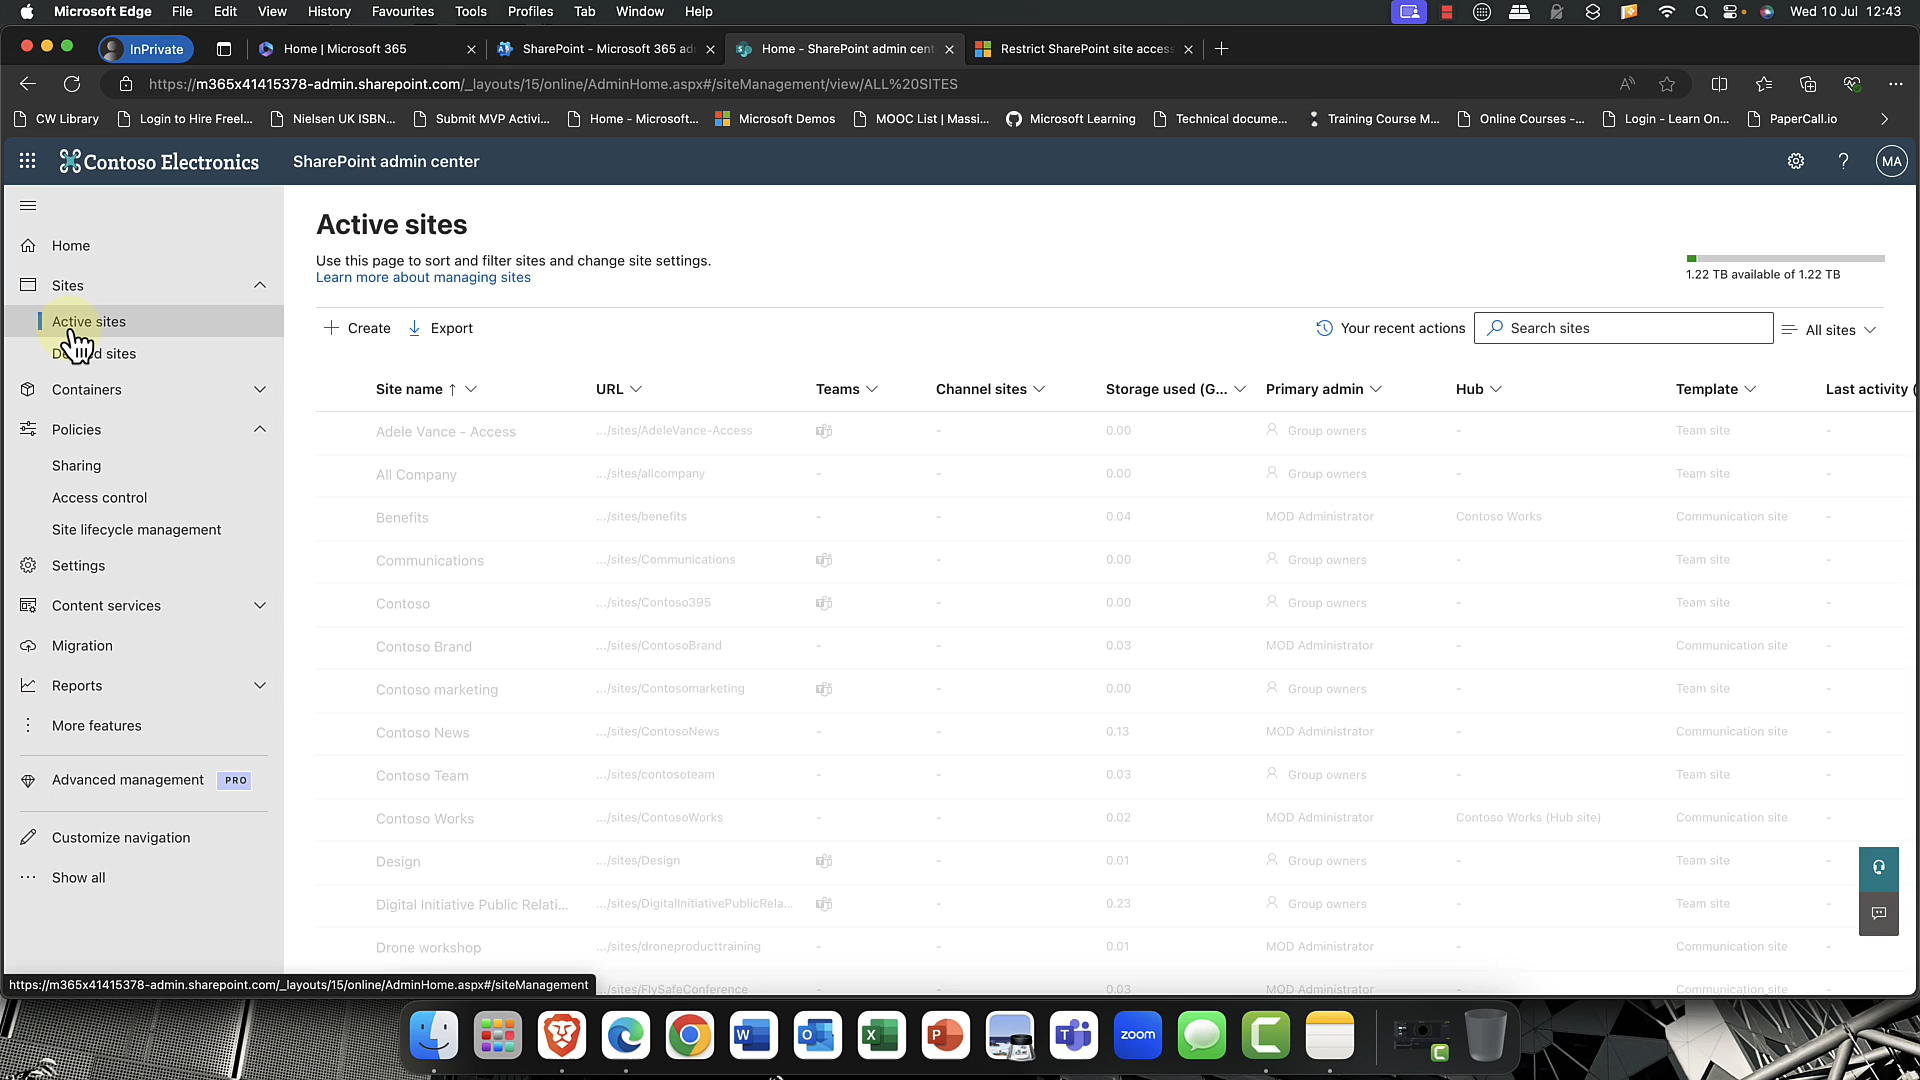 Microsoft Edge File Edit View History Favourites Tools Profiles Tab Window Help Wed 10 Jul 12:43
InPrivate Home | Microsoft 365 SharePoint - Microsoft 365 ad Home - SharePoint admin cent Restrict SharePoint site access
https://m365x41415378-admin.sharepoint.com/_layouts/15/online/AdminHome.aspx#/siteManagement/view/ALL%20SITES
CW Library Login to Hire Freel... Nielsen UK ISBN... Submit MVP Activi... Home - Microsoft... Microsoft Demos MOOC List | Massi... Microsoft Learning Technical docume... Training Course M... Online Courses -... Login - Learn On... PaperCall.io
Contoso Electronics SharePoint admin center MA
Home
Sites
Active sites
sites
Containers
Policies
Sharing
Access control
Site lifecycle management
Settings
Content services
Migration
Reports
More features
Advanced management PRO
Customize navigation
Show all
Active sites
Use this page to sort and filter sites and change site settings.
Learn more about managing sites
1.22 TB available of 1.22 TB
Create Export Your recent actions Search sites All sites
Site name ↑ URL Teams Channel sites Storage used (G... Primary admin Hub Template Last activity (
Adele Vance - Access .../sites/AdeleVance-Access - 0.00 Group owners - Team site -
All Company .../sites/allcompany - - 0.00 Group owners - Team site -
Benefits .../sites/benefits - - 0.04 MOD Administrator Contoso Works Communication site -
Communications .../sites/Communications - 0.00 Group owners - Team site -
Contoso .../sites/Contoso395 - 0.00 Group owners - Team site -
Contoso Brand .../sites/ContosoBrand - - 0.03 MOD Administrator - Communication site -
Contoso marketing .../sites/Contosomarketing - 0.00 Group owners - Team site -
Contoso News .../sites/ContosoNews - - 0.13 MOD Administrator - Communication site -
Contoso Team .../sites/contosoteam - - 0.03 Group owners - Team site -
Contoso Works .../sites/ContosoWorks - - 0.02 MOD Administrator Contoso Works (Hub site) Communication site -
Design .../sites/Design - 0.01 Group owners - Team site -
Digital Initiative Public Relati... .../sites/DigitalInitiativePublicRela... - 0.23 Group owners - Team site -
Drone workshop .../sites/droneproducttraining - - 0.01 MOD Administrator - Communication site -
.../sites/FlySafeConference - - 0.03 MOD Administrator - Communication site -
https://m365x41415378-admin.sharepoint.com/_layouts/15/online/AdminHome.aspx#/siteManagement
zoom